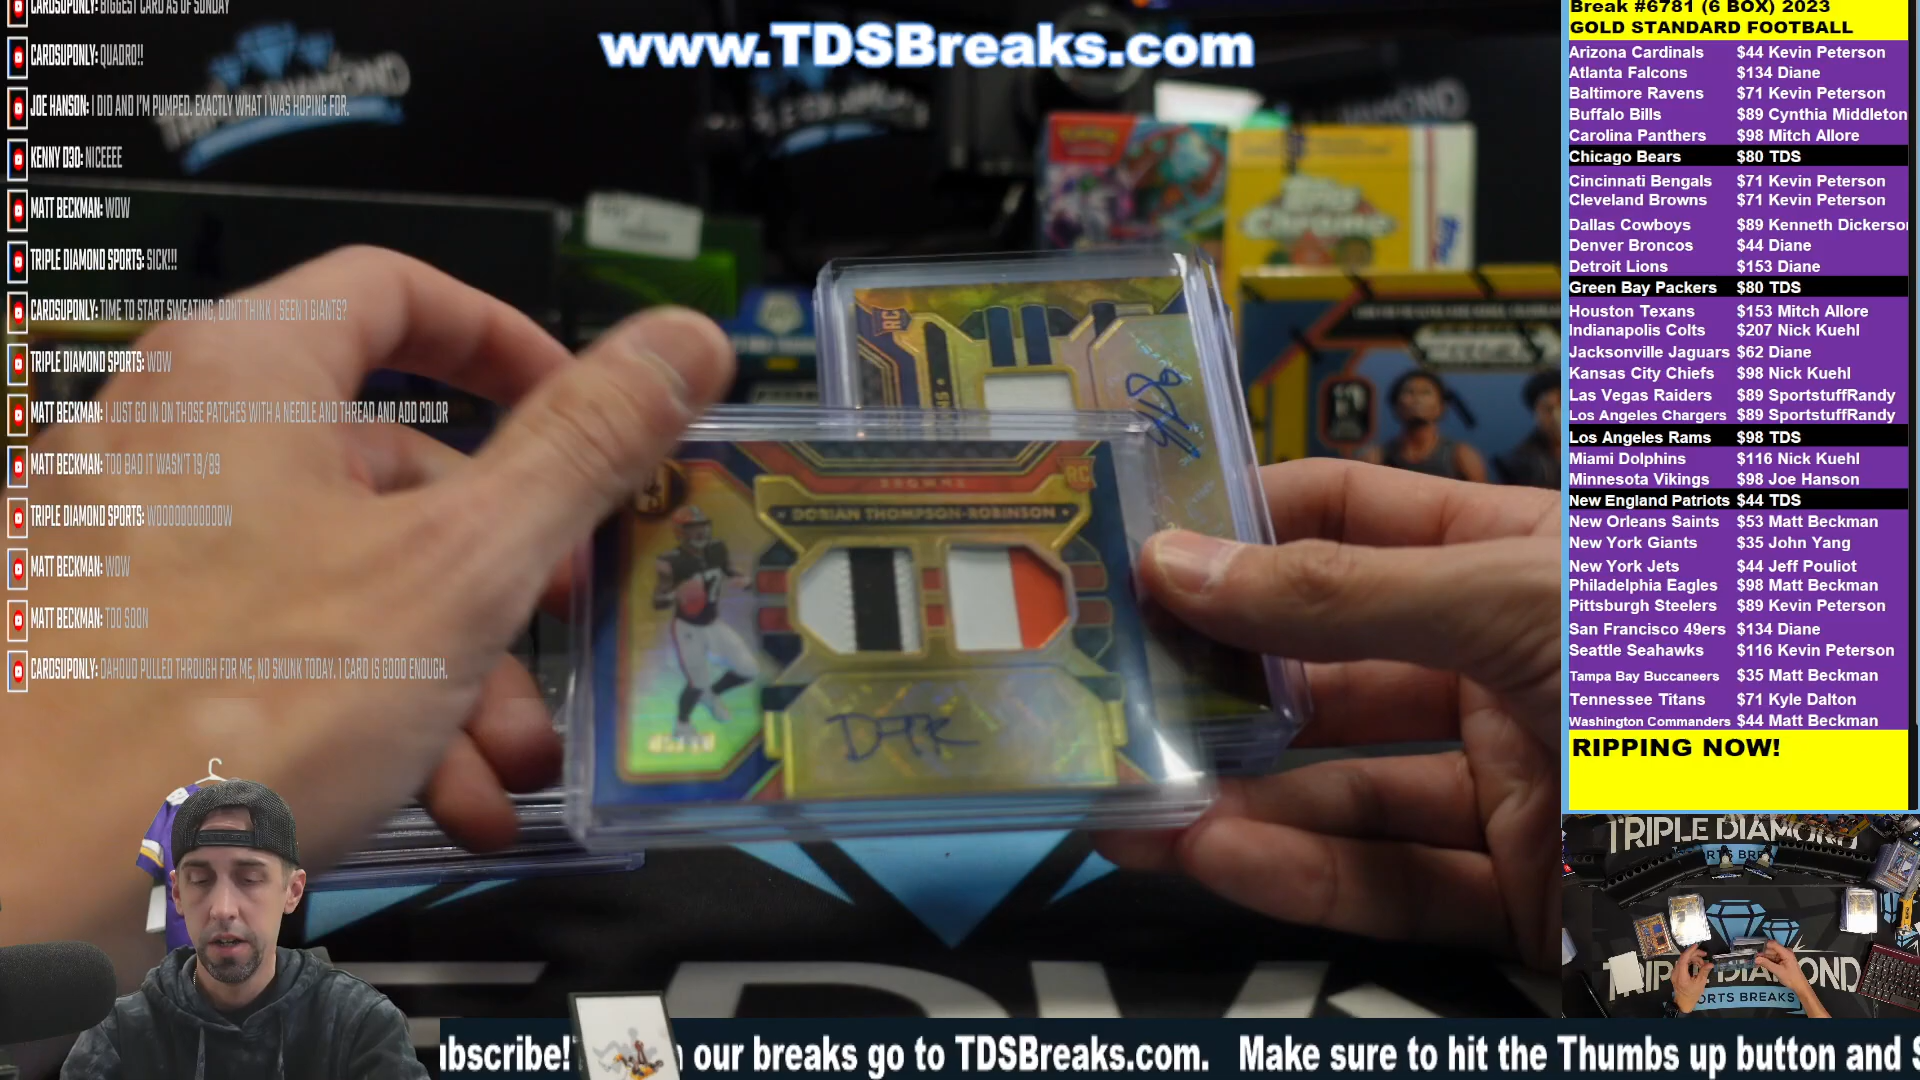 CARDSUPONLY: BIGGEST CARD AS OF SUNDAY
CARDSUPONLY: QUADRO!!
JOE HANSON: I DID AND I'M PUMPED. EXACTLY WHAT I WAS HOPING FOR.
KENNY D30: NICEEEE
MATT BECKMAN: WOW
TRIPLE DIAMOND SPORTS: SICK!!!
CARDSUPONLY: TIME TO START SWEATING, DONT THINK I SEEN 1 GIANTS?
TRIPLE DIAMOND SPORTS: WOW
MATT BECKMAN: I JUST GO IN ON THOSE PATCHES WITH A NEEDLE AND THREAD AND ADD COLOR
MATT BECKMAN: TOO BAD IT WASN'T 19/89
TRIPLE DIAMOND SPORTS: WOOOOOOOOOOW
MATT BECKMAN: WOW
MATT BECKMAN: TOO SOON
CARDSUPONLY: DAHOUD PULLED THROUGH FOR ME, NO SKUNK TODAY. 1 CARD IS GOOD ENOUGH.
www.TDSBreaks.com
DIAMOND
Topps
Chrome
RC
BROWNS
RC
DORIAN THOMPSON-ROBINSON
DTR
Break #6781 (6 BOX) 2023
GOLD STANDARD FOOTBALL
Arizona Cardinals $44 Kevin Peterson
Atlanta Falcons $134 Diane
Baltimore Ravens $71 Kevin Peterson
Buffalo Bills $89 Cynthia Middleton
Carolina Panthers $98 Mitch Allore
Chicago Bears $80 TDS
Cincinnati Bengals $71 Kevin Peterson
Cleveland Browns $71 Kevin Peterson
Dallas Cowboys $89 Kenneth Dickerso
Denver Broncos $44 Diane
Detroit Lions $153 Diane
Green Bay Packers $80 TDS
Houston Texans $153 Mitch Allore
Indianapolis Colts $207 Nick Kuehl
Jacksonville Jaguars $62 Diane
Kansas City Chiefs $98 Nick Kuehl
Las Vegas Raiders $89 SportstuffRandy
Los Angeles Chargers $89 SportstuffRandy
Los Angeles Rams $98 TDS
Miami Dolphins $116 Nick Kuehl
Minnesota Vikings $98 Joe Hanson
New England Patriots $44 TDS
New Orleans Saints $53 Matt Beckman
New York Giants $35 John Yang
New York Jets $44 Jeff Pouliot
Philadelphia Eagles $98 Matt Beckman
Pittsburgh Steelers $89 Kevin Peterson
San Francisco 49ers $134 Diane
Seattle Seahawks $116 Kevin Peterson
Tampa Bay Buccaneers $35 Matt Beckman
Tennessee Titans $71 Kyle Dalton
Washington Commanders $44 Matt Beckman
RIPPING NOW!
TRIPLE DIAMOND
TRIPLE DIAMOND
SPORTS BREAKS
ubscribe! our breaks go to TDSBreaks.com. Make sure to hit the Thumbs up button and S